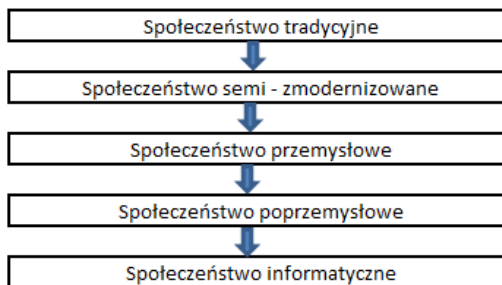 Społeczeństwo tradycyjne
Społeczeństwo semi - zmodernizowane
Społeczeństwo przemysłowe
Społeczeństwo poprzemysłowe
Społeczeństwo informatyczne